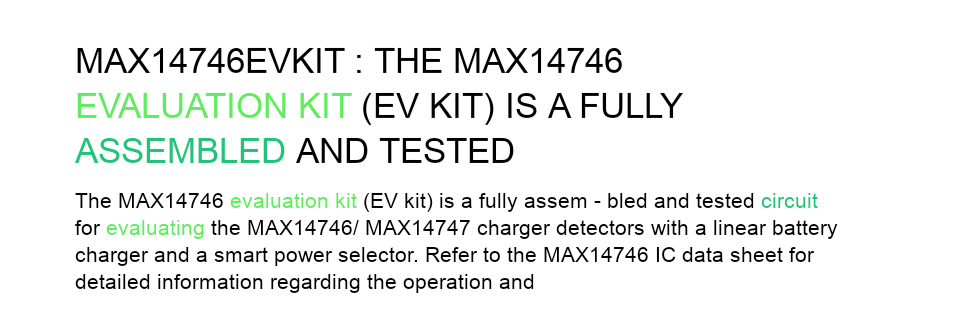 MAX14746EVKIT : THE MAX14746
EVALUATION KIT (EV KIT) IS A FULLY
ASSEMBLED AND TESTED
The MAX14746 evaluation kit (EV kit) is a fully assem - bled and tested circuit
for evaluating the MAX14746/ MAX14747 charger detectors with a linear battery
charger and a smart power selector. Refer to the MAX14746 IC data sheet for
detailed information regarding the operation and